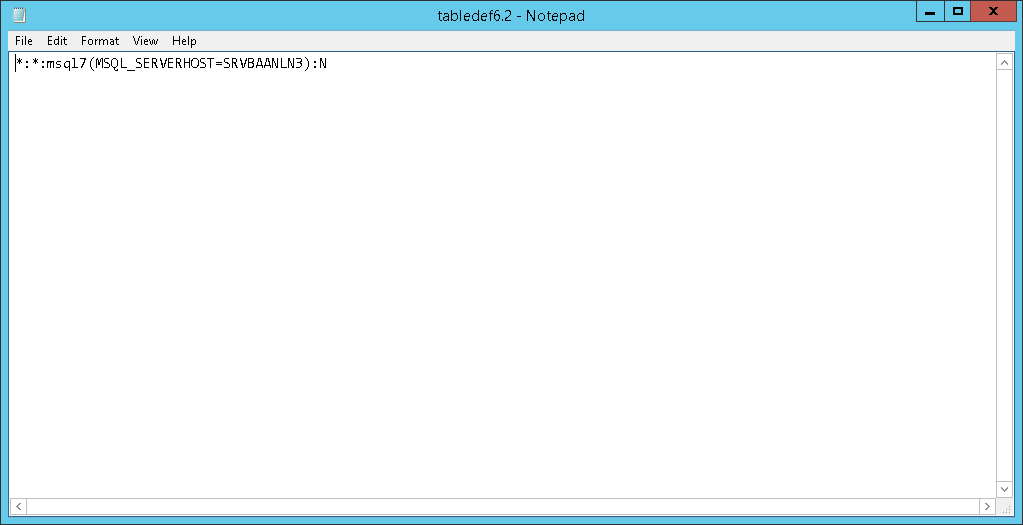 tabledef6.2 - Notepad
File Edit Format View Help
*:*:msql7(MSQL_SERVERHOST=SRVBAANLN3):N